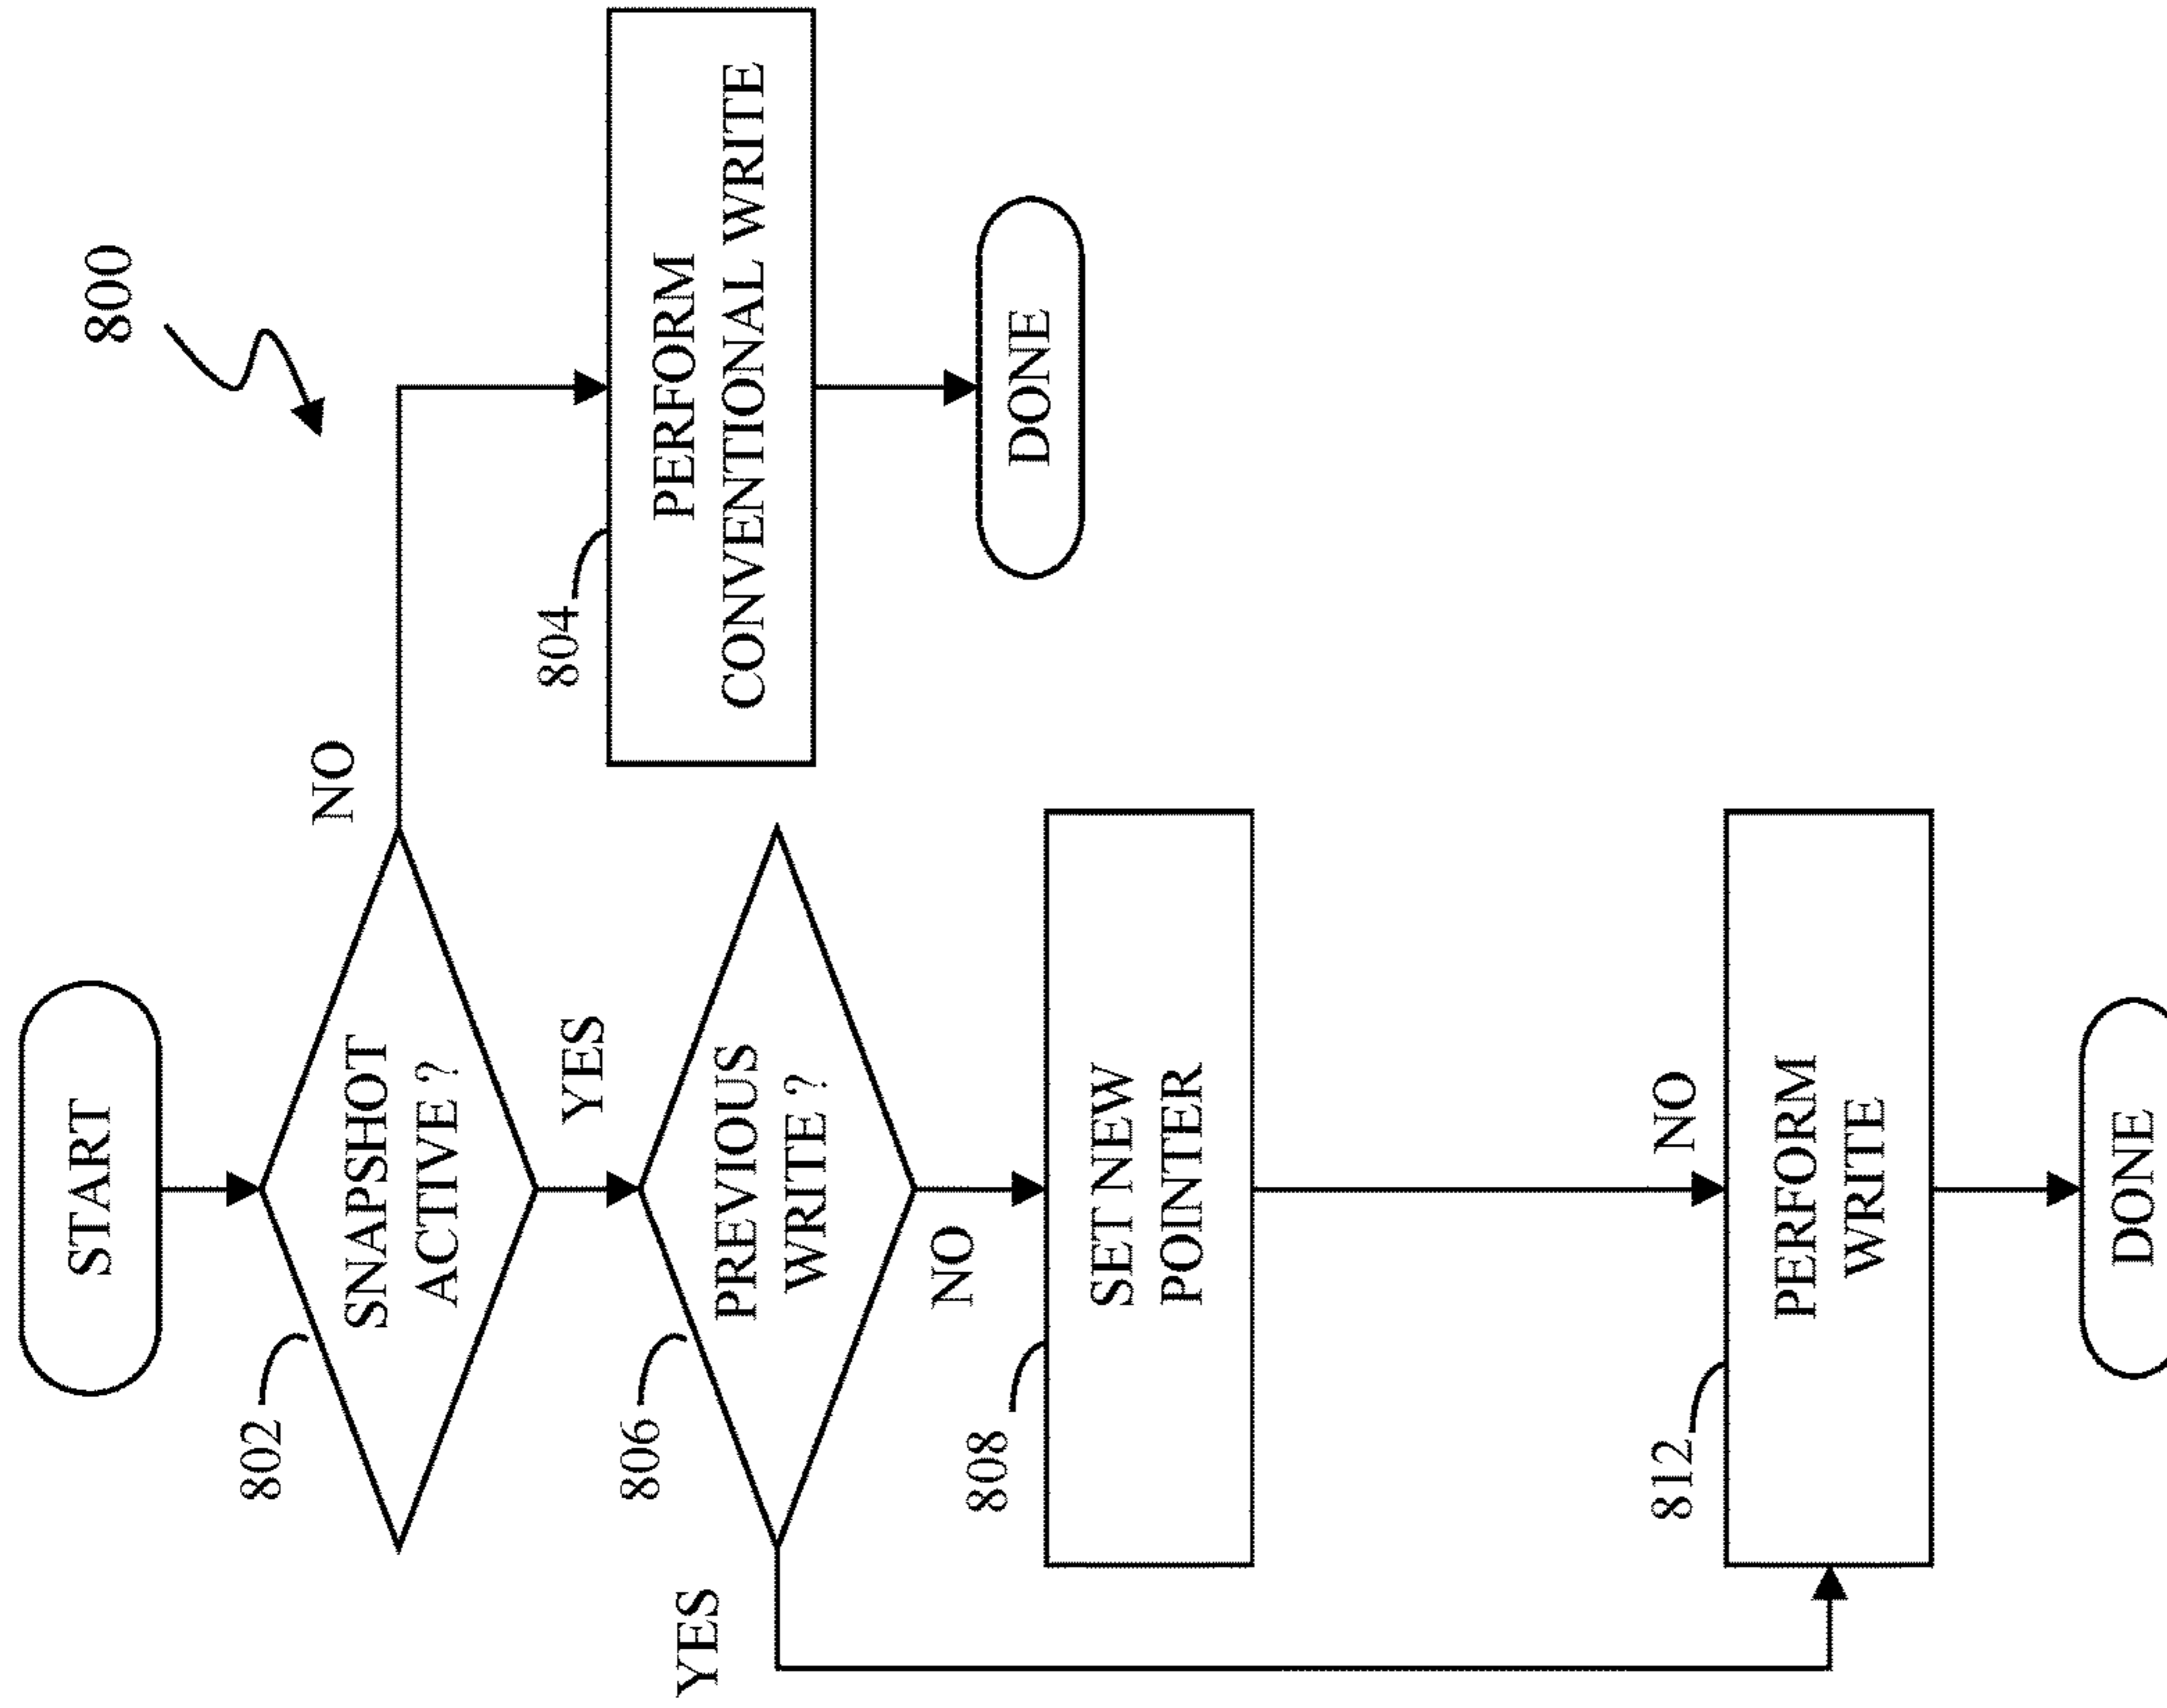 800
START
802
SNAPSHOT
ACTIVE ?
NO
YES
804
PERFORM
CONVENTIONAL WRITE
DONE
806
PREVIOUS
WRITE ?
YES
NO
808
SET NEW
POINTER
NO
812
PERFORM
WRITE
DONE